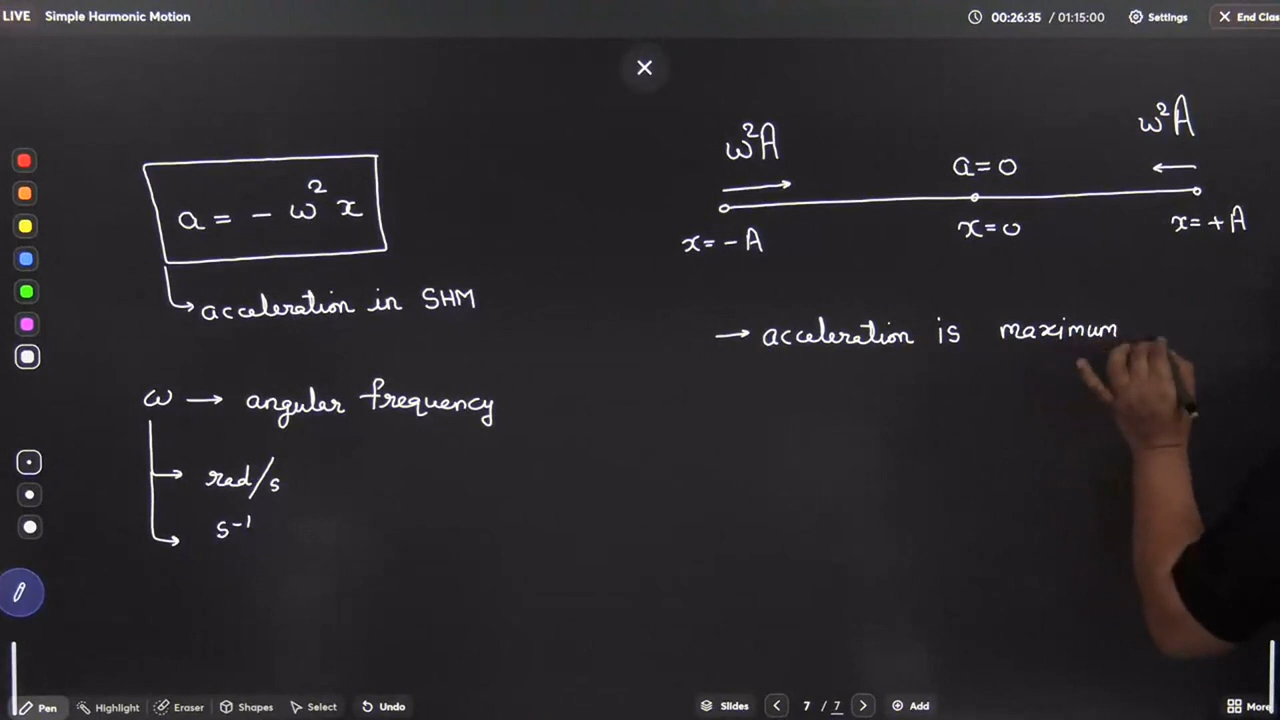 LIVE Simple Harmonic Motion
00:26:35 / 01:15:00 Settings End Clas
a = - ω²x
acceleration in SHM
ω → angular frequency
rad/s
s⁻¹
ω²A
ω²A
a=0
x=-A
x=0
x=+A
→ acceleration is maximum
Pen Highlight Eraser Shapes Select Undo Slides 7 / 7 Add More